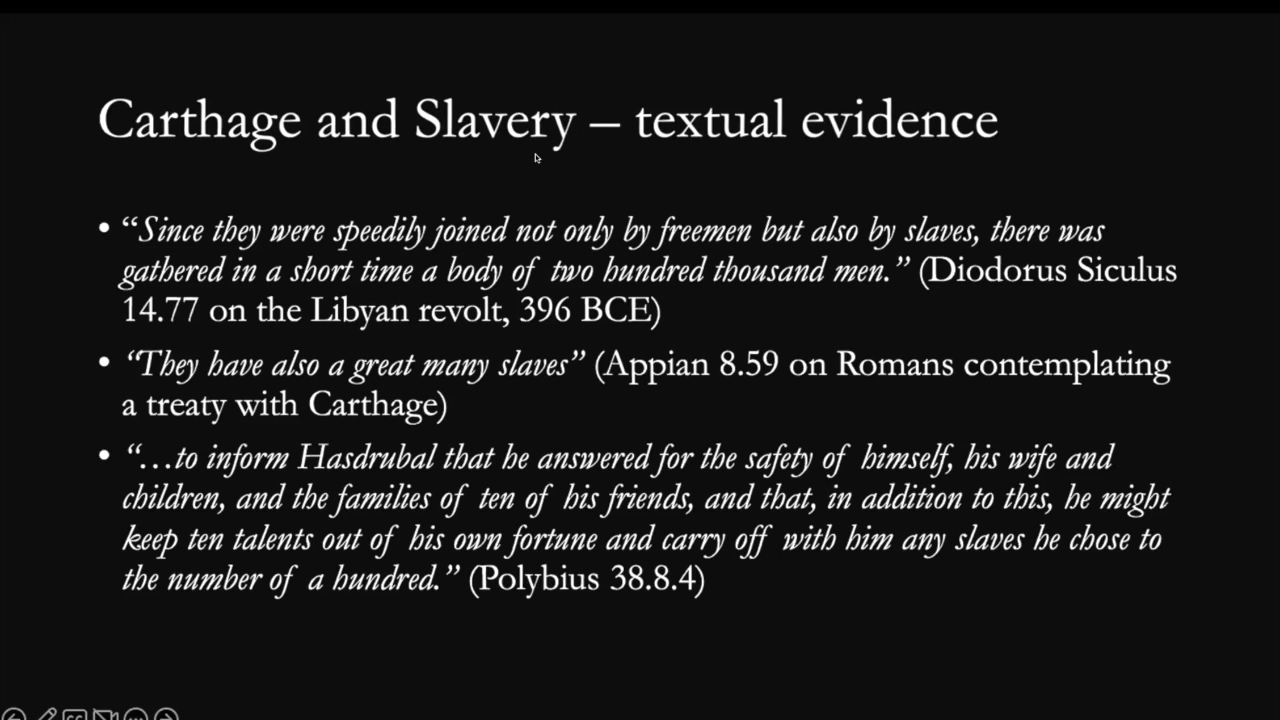 Carthage and Slavery – textual evidence
• “Since they were speedily joined not only by freemen but also by slaves, there was
gathered in a short time a body of two hundred thousand men.” (Diodorus Siculus
14.77 on the Libyan revolt, 396 BCE)
• “They have also a great many slaves” (Appian 8.59 on Romans contemplating
a treaty with Carthage)
• “…to inform Hasdrubal that he answered for the safety of himself, his wife and
children, and the families of ten of his friends, and that, in addition to this, he might
keep ten talents out of his own fortune and carry off with him any slaves he chose to
the number of a hundred.” (Polybius 38.8.4)